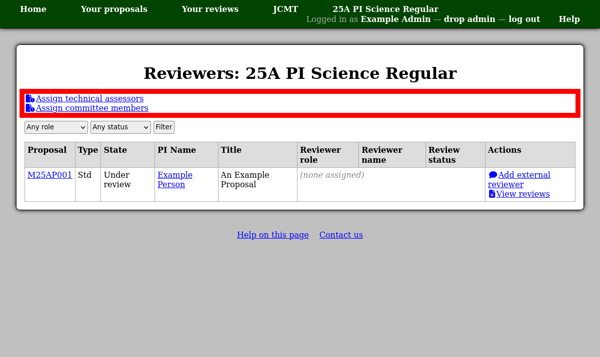 Home Your proposals Your reviews JCMT 25A PI Science Regular
Logged in as Example Admin — drop admin — log out Help
Reviewers: 25A PI Science Regular
Assign technical assessors
Assign committee members
Any role Any status Filter
Proposal Type State PI Name Title Reviewer role Reviewer name Review status Actions
M25AP001 Std Under review Example Person An Example Proposal (none assigned) Add external reviewer
View reviews
Help on this page Contact us